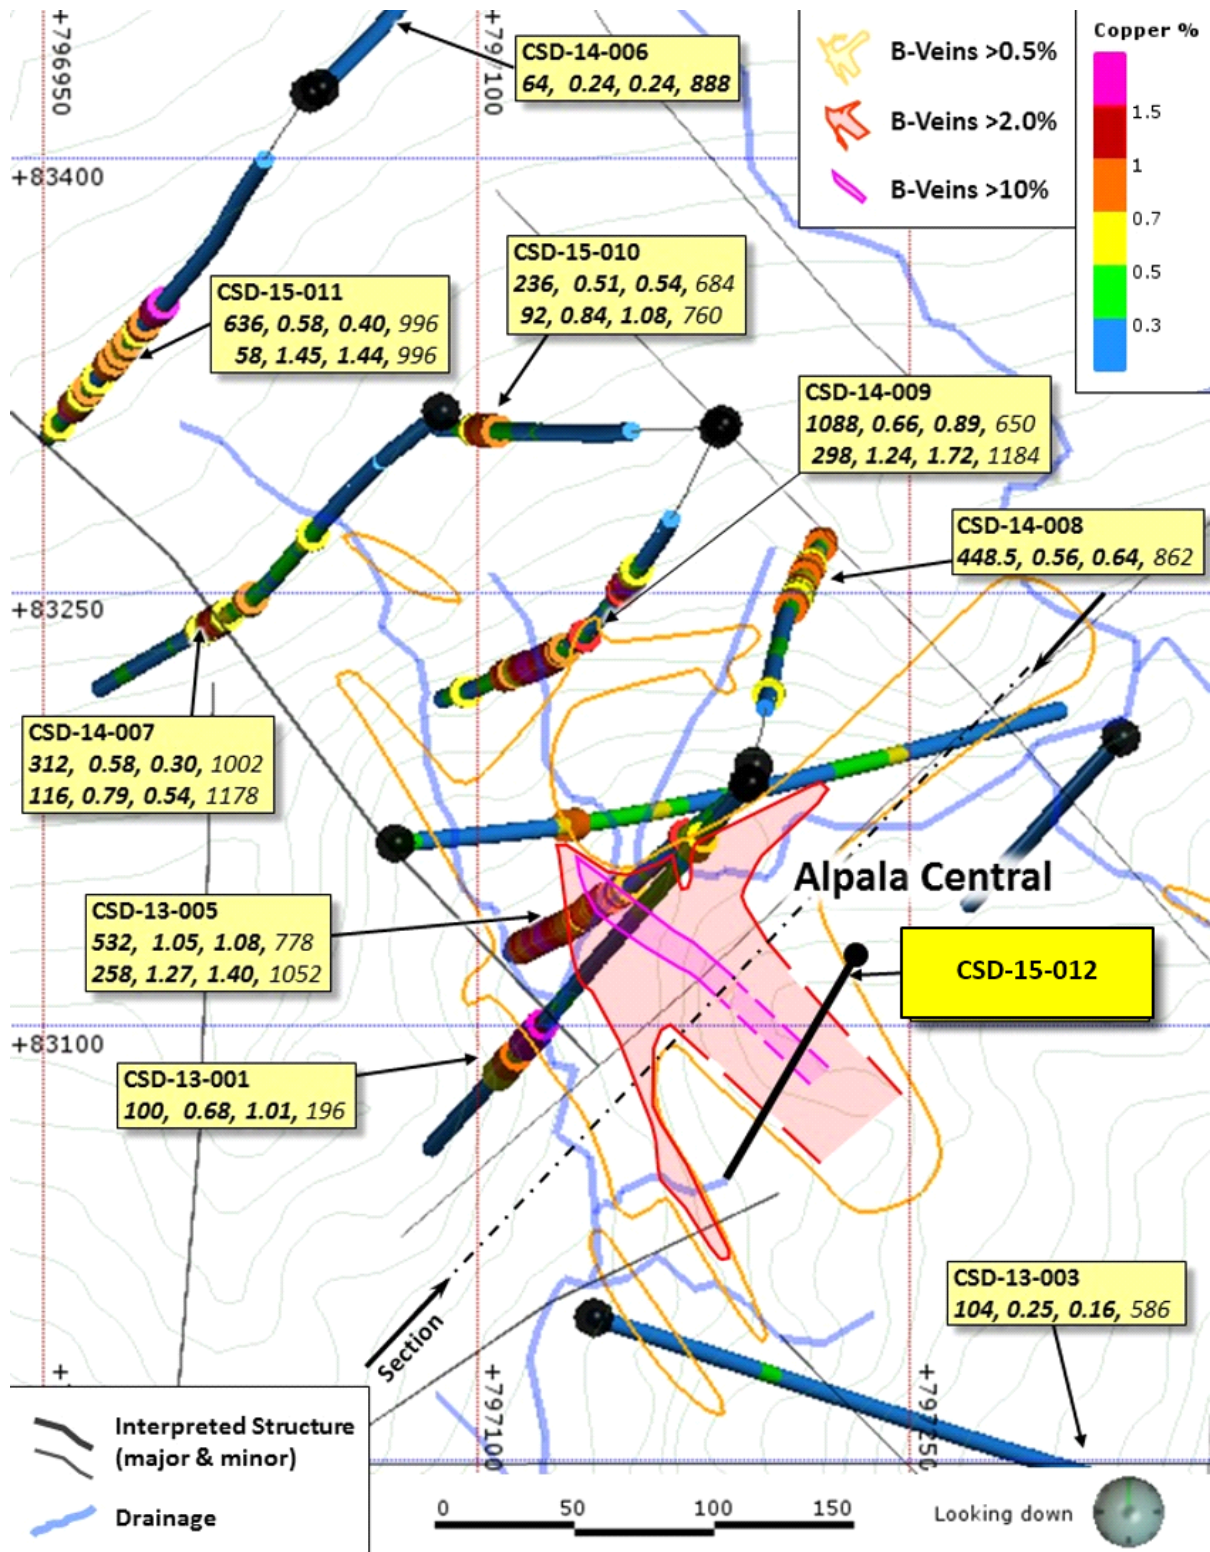 +796950
+797100
CSD-14-006
64, 0.24, 0.24, 888
B-Veins >0.5%
B-Veins >2.0%
B-Veins >10%
Copper %
1.5
1
0.7
0.5
0.3
+83400
CSD-15-010
236, 0.51, 0.54, 684
92, 0.84, 1.08, 760
CSD-15-011
636, 0.58, 0.40, 996
58, 1.45, 1.44, 996
CSD-14-009
1088, 0.66, 0.89, 650
298, 1.24, 1.72, 1184
CSD-14-008
448.5, 0.56, 0.64, 862
+83250
CSD-14-007
312, 0.58, 0.30, 1002
116, 0.79, 0.54, 1178
Alpala Central
CSD-13-005
532, 1.05, 1.08, 778
258, 1.27, 1.40, 1052
CSD-15-012
+83100
CSD-13-001
100, 0.68, 1.01, 196
CSD-13-003
104, 0.25, 0.16, 586
Section
+
+797100
+797250
Interpreted Structure
(major & minor)
Drainage
0 50 100 150
Looking down